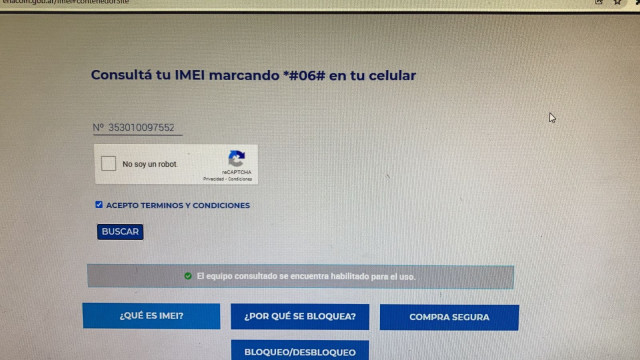 enacom.gob.ar/imei#contenedorSite
Consultá tu IMEI marcando *#06# en tu celular
Nº 353010097552
No soy un robot
reCAPTCHA
Privacidad - Condiciones
ACEPTO TERMINOS Y CONDICIONES
BUSCAR
El equipo consultado se encuentra habilitado para el uso.
¿QUÉ ES IMEI?
¿POR QUÉ SE BLOQUEA?
COMPRA SEGURA
BLOQUEO/DESBLOQUEO